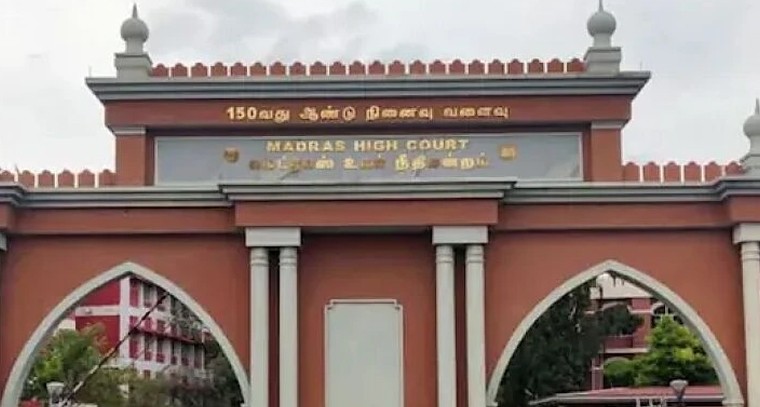 150வது ஆண்டு நினைவு வளைவு
MADRAS HIGH COURT
உயர் நீதிமன்றம்